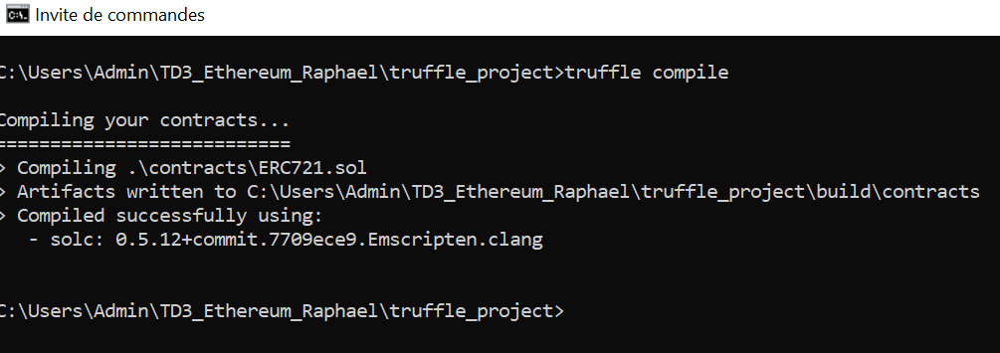 Invite de commandes
C:\Users\Admin\TD3_Ethereum_Raphael\truffle_project>truffle compile
Compiling your contracts...
===========================
> Compiling .\contracts\ERC721.sol
> Artifacts written to C:\Users\Admin\TD3_Ethereum_Raphael\truffle_project\build\contracts
> Compiled successfully using:
- solc: 0.5.12+commit.7709ece9.Emscripten.clang
C:\Users\Admin\TD3_Ethereum_Raphael\truffle_project>